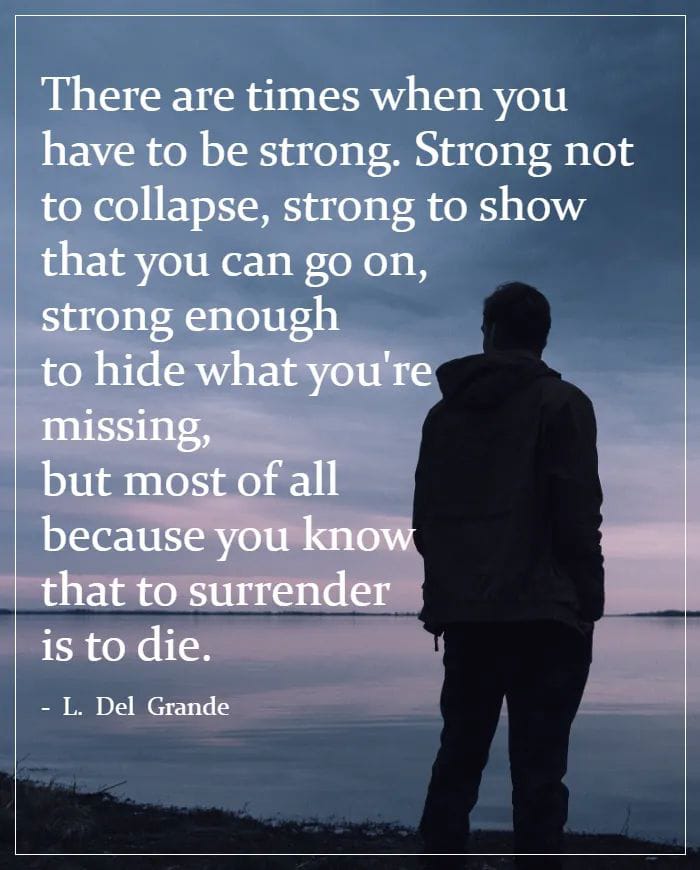 There are times when you
have to be strong. Strong not
to collapse, strong to show
that you can go on,
strong enough
to hide what you're
missing,
but most of all
because you know
that to surrender
is to die.
- L. Del Grande